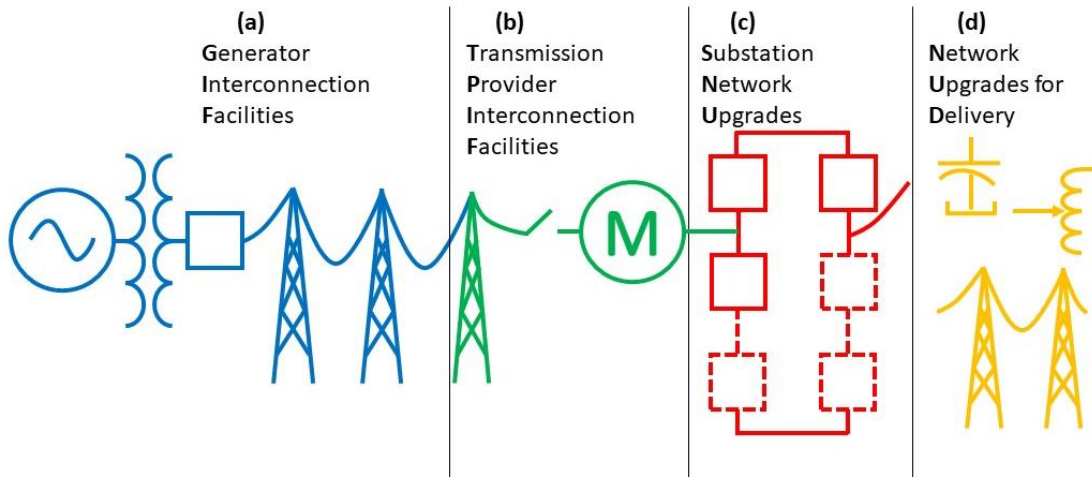 (a)
Generator
Interconnection
Facilities
(b)
Transmission
Provider
Interconnection
Facilities
(c)
Substation
Network
Upgrades
(d)
Network
Upgrades for
Delivery
M